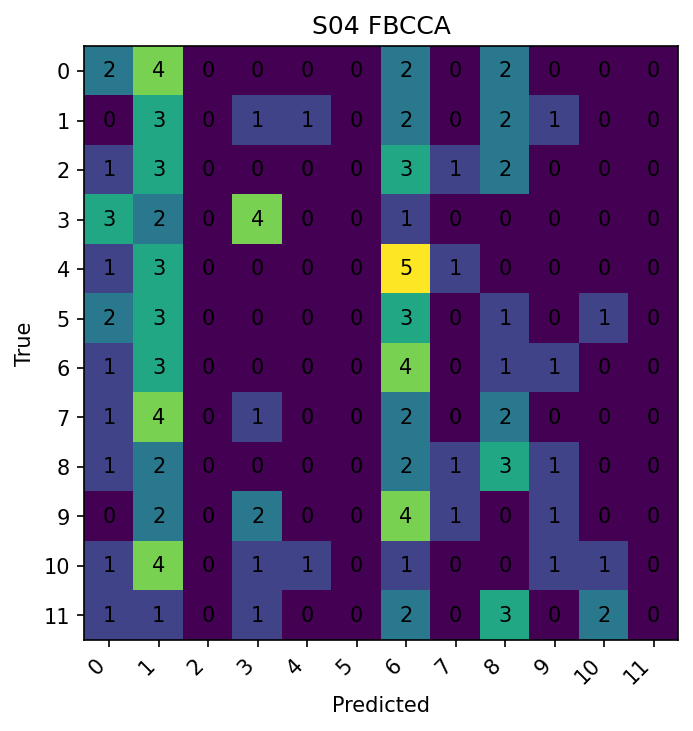 S04 FBCCA
0 2 4 0 0 0 0 2 0 2 0 0 0
1 0 3 0 1 1 0 2 0 2 1 0 0
2 1 3 0 0 0 0 3 1 2 0 0 0
3 3 2 0 4 0 0 1 0 0 0 0 0
4 1 3 0 0 0 0 5 1 0 0 0 0
5 2 3 0 0 0 0 3 0 1 0 1 0
6 1 3 0 0 0 0 4 0 1 1 0 0
7 1 4 0 1 0 0 2 0 2 0 0 0
8 1 2 0 0 0 0 2 1 3 1 0 0
9 0 2 0 2 0 0 4 1 0 1 0 0
10 1 4 0 1 1 0 1 0 0 1 1 0
11 1 1 0 1 0 0 2 0 3 0 2 0
True
0 1 2 3 4 5 6 7 8 9 10 11
Predicted